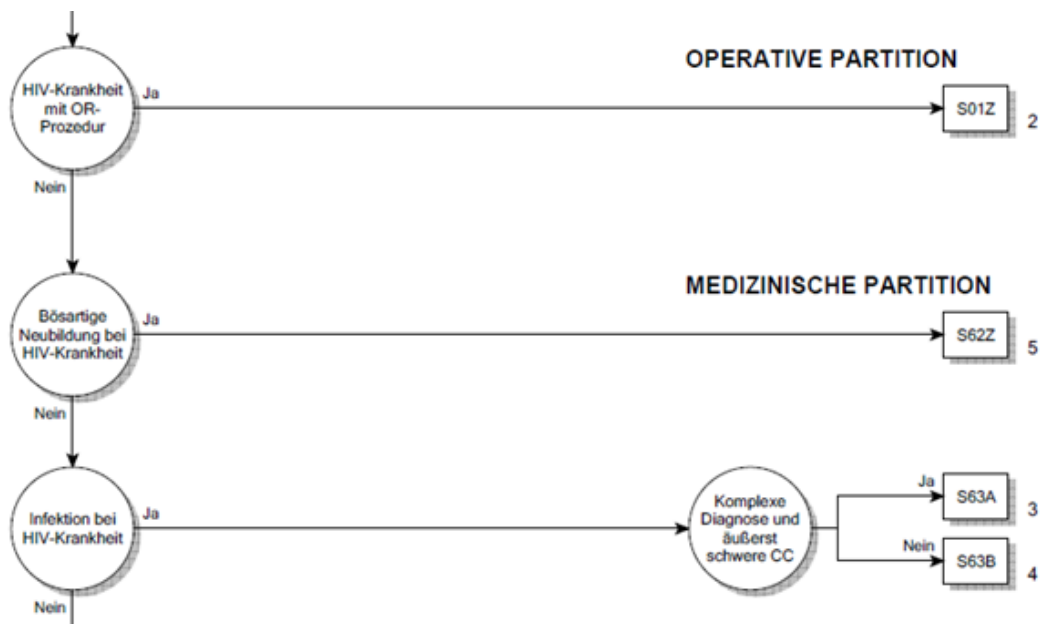 OPERATIVE PARTITION
HIV-Krankheit
mit OR-
Prozedur
Ja
S01Z
2
Nein
MEDIZINISCHE PARTITION
Bösartige
Neubildung bei
HIV-Krankheit
Ja
S62Z
5
Nein
Infektion bei
HIV-Krankheit
Ja
Komplexe
Diagnose und
äußerst
schwere CC
Ja
S63A
3
Nein
S63B
4
Nein